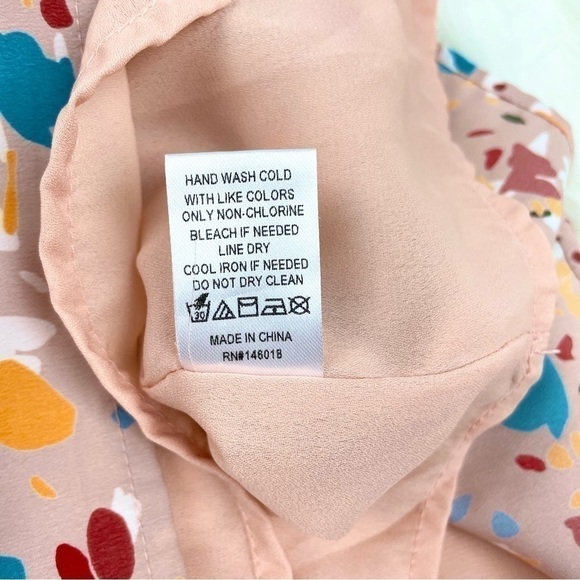 HAND WASH COLD
WITH LIKE COLORS
ONLY NON-CHLORINE
BLEACH IF NEEDED
LINE DRY
COOL IRON IF NEEDED
DO NOT DRY CLEAN
30
MADE IN CHINA
RN#146018